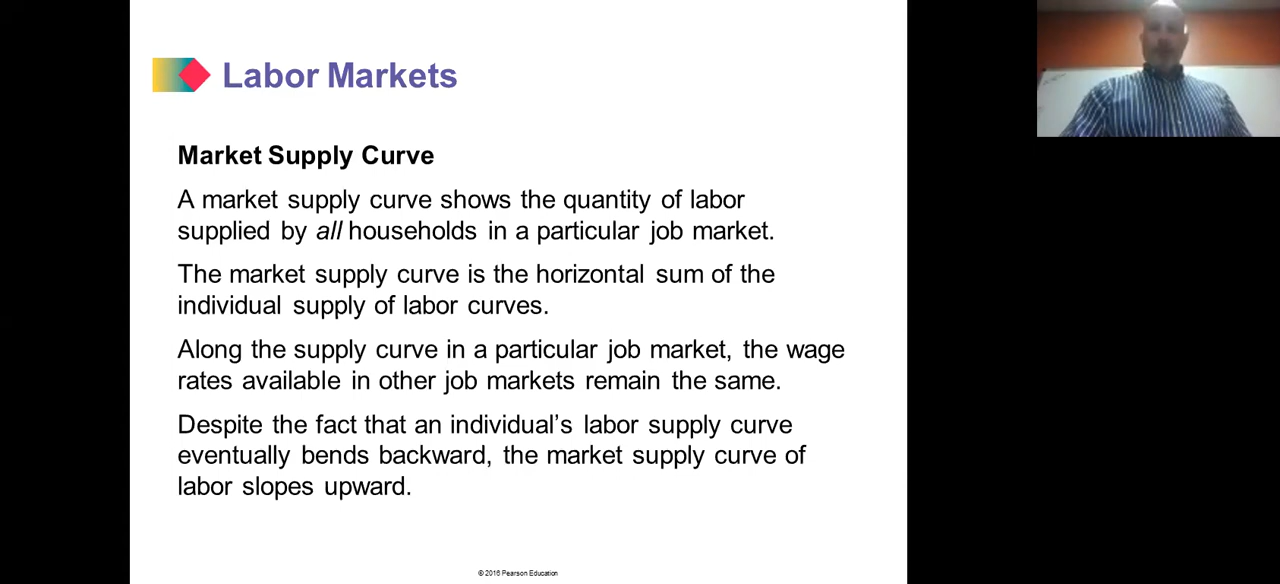 Labor Markets
Market Supply Curve
A market supply curve shows the quantity of labor
supplied by all households in a particular job market.
The market supply curve is the horizontal sum of the
individual supply of labor curves.
Along the supply curve in a particular job market, the wage
rates available in other job markets remain the same.
Despite the fact that an individual’s labor supply curve
eventually bends backward, the market supply curve of
labor slopes upward.
© 2016 Pearson Education